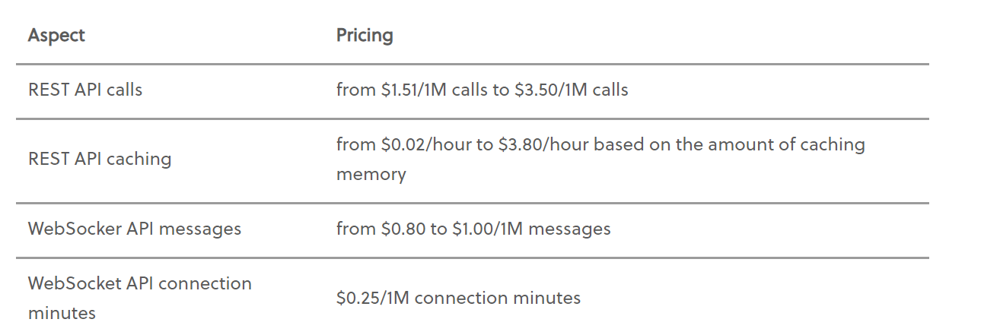 Aspect Pricing
REST API calls from $1.51/1M calls to $3.50/1M calls
REST API caching from $0.02/hour to $3.80/hour based on the amount of caching
memory
WebSocker API messages from $0.80 to $1.00/1M messages
WebSocket API connection
minutes $0.25/1M connection minutes